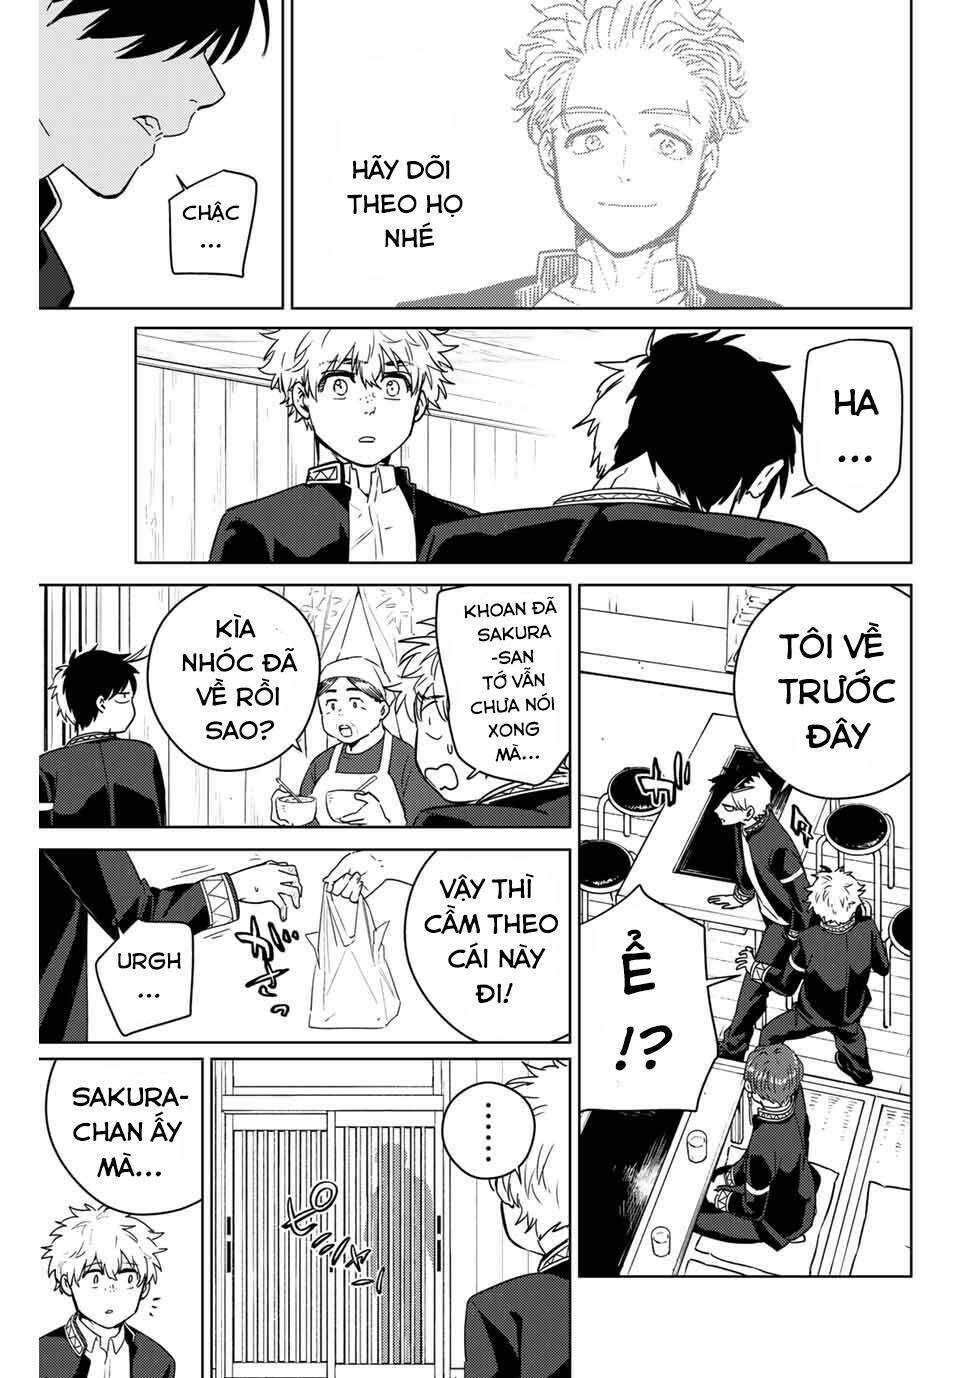 HÃY DÕI
THEO HỌ
NHÉ
CHẬC
...
HA
...
TÔI VỀ
TRƯỚC
ĐÂY
Ể
!?
KHOAN ĐÃ
SAKURA
-SAN
TỚ VẪN
CHƯA NÓI
XONG
MÀ...
KÌA
NHÓC ĐÃ
VỀ RỒI
SAO?
VẬY THÌ
CẦM THEO
CÁI NÀY
ĐI!
URGH
...
......
SAKURA-
CHAN ẤY
MÀ...